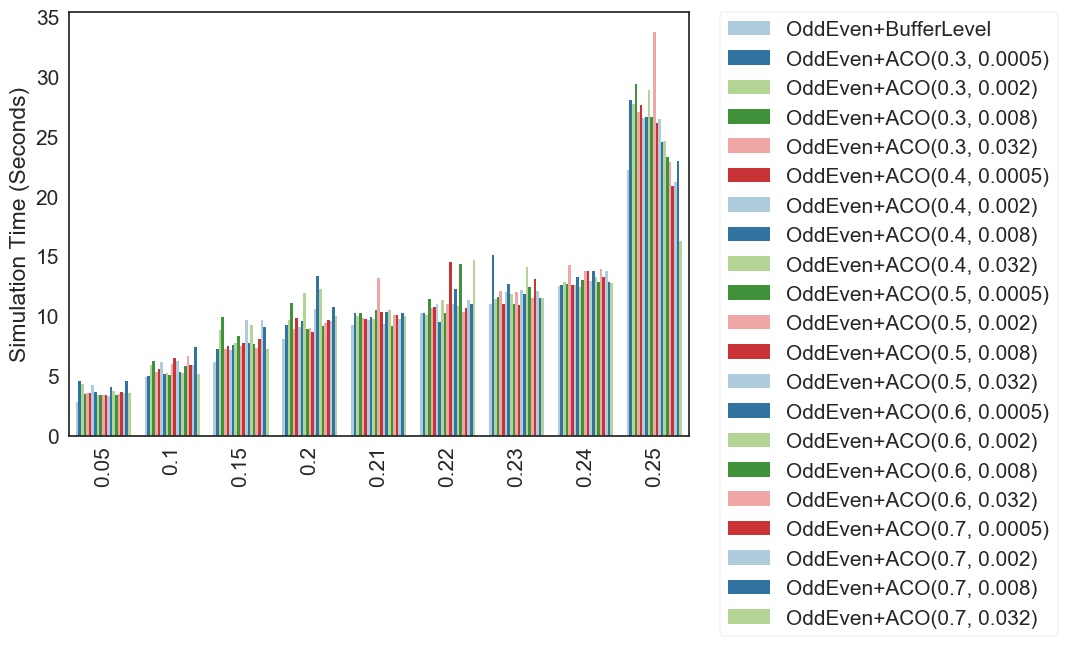 Simulation Time (Seconds)
35
30
25
20
15
10
5
0
0.05
0.1
0.15
0.2
0.21
0.22
0.23
0.24
0.25
OddEven+BufferLevel
OddEven+ACO(0.3, 0.0005)
OddEven+ACO(0.3, 0.002)
OddEven+ACO(0.3, 0.008)
OddEven+ACO(0.3, 0.032)
OddEven+ACO(0.4, 0.0005)
OddEven+ACO(0.4, 0.002)
OddEven+ACO(0.4, 0.008)
OddEven+ACO(0.4, 0.032)
OddEven+ACO(0.5, 0.0005)
OddEven+ACO(0.5, 0.002)
OddEven+ACO(0.5, 0.008)
OddEven+ACO(0.5, 0.032)
OddEven+ACO(0.6, 0.0005)
OddEven+ACO(0.6, 0.002)
OddEven+ACO(0.6, 0.008)
OddEven+ACO(0.6, 0.032)
OddEven+ACO(0.7, 0.0005)
OddEven+ACO(0.7, 0.002)
OddEven+ACO(0.7, 0.008)
OddEven+ACO(0.7, 0.032)